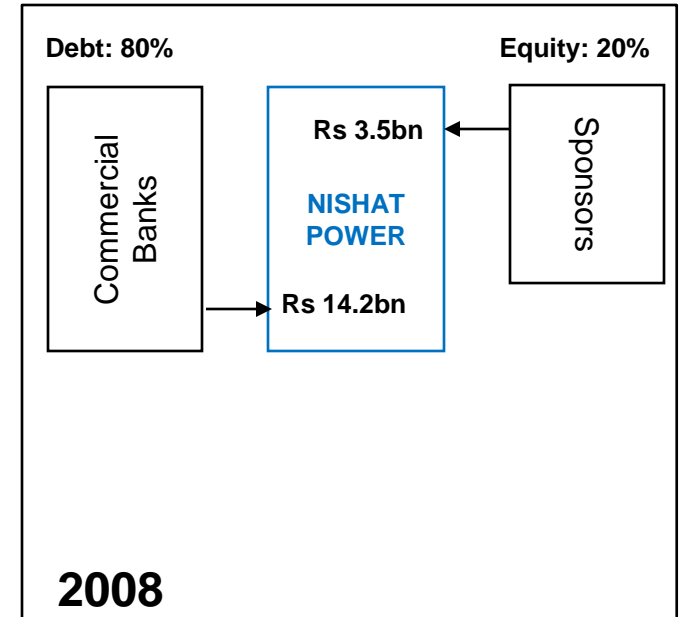 Debt: 80%
Equity: 20%
Commercial
Banks
Rs 3.5bn
NISHAT
POWER
Rs 14.2bn
Sponsors
2008